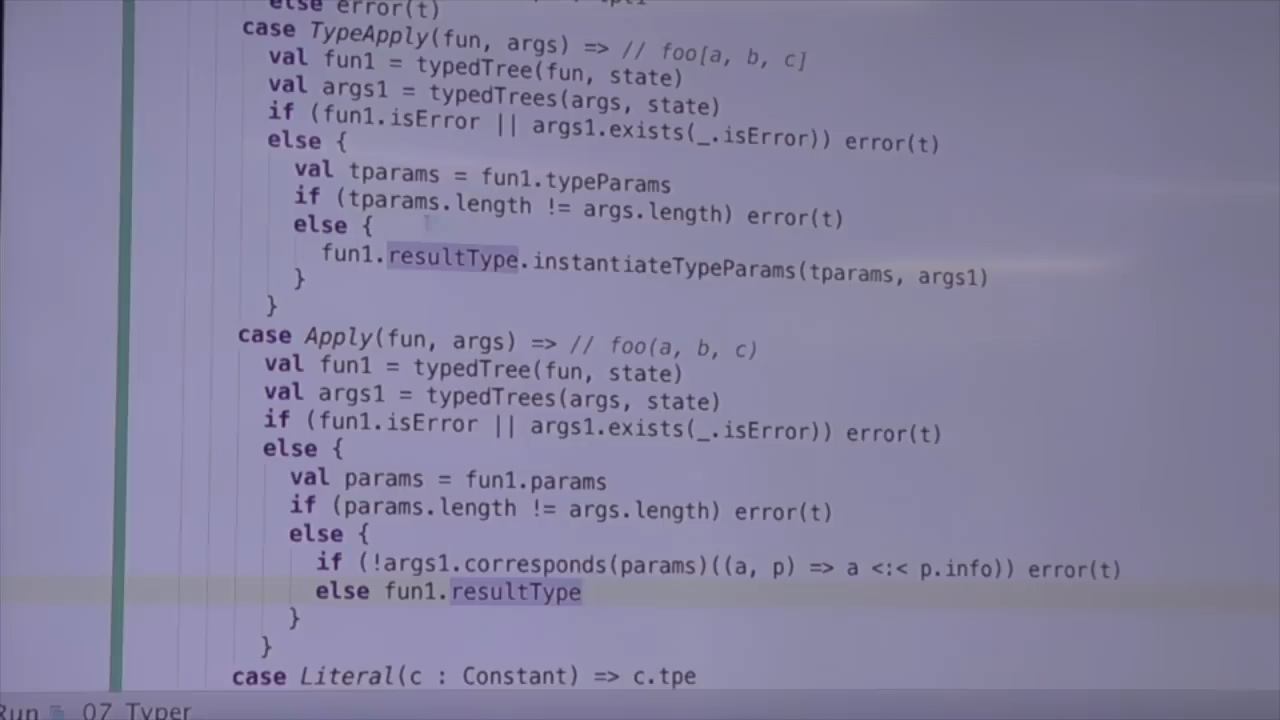 else error(t)
case TypeApply(fun, args) => // foo[a, b, c]
val fun1 = typedTree(fun, state)
val args1 = typedTrees(args, state)
if (fun1.isError || args1.exists(_.isError)) error(t)
else {
val tparams = fun1.typeParams
if (tparams.length != args.length) error(t)
else {
fun1.resultType.instantiateTypeParams(tparams, args1)
}
}
case Apply(fun, args) => // foo(a, b, c)
val fun1 = typedTree(fun, state)
val args1 = typedTrees(args, state)
if (fun1.isError || args1.exists(_.isError)) error(t)
else {
val params = fun1.params
if (params.length != args.length) error(t)
else {
if (!args1.corresponds(params)((a, p) => a <:< p.info)) error(t)
else fun1.resultType
}
}
case Literal(c : Constant) => c.tpe
Run 07 Typer